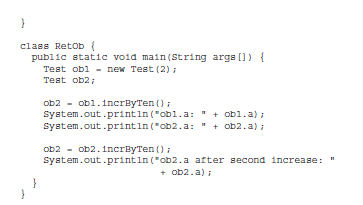 }
class RetOb {
public static void main(String args[]) {
Test ob1 = new Test(2);
Test ob2;
ob2 = ob1.incrByTen();
System.out.println("ob1.a: " + ob1.a);
System.out.println("ob2.a: " + ob2.a);
ob2 = ob2.incrByTen();
System.out.println("ob2.a after second increase: "
+ ob2.a);
}
}